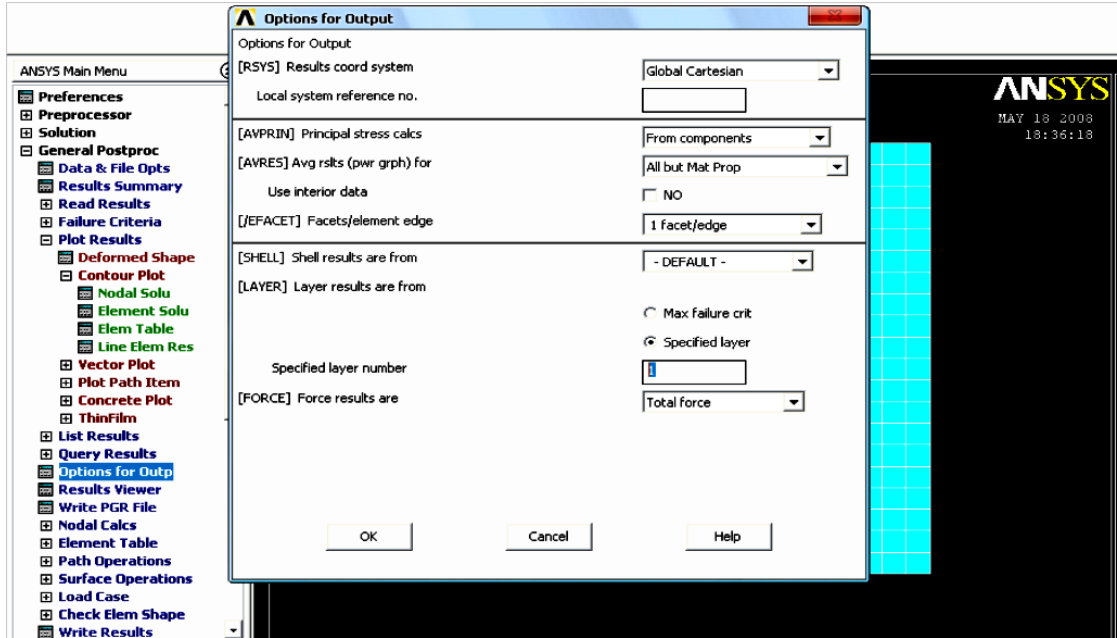 Options for Output
Options for Output
[RSYS] Results coord system
Global Cartesian
Local system reference no.
[AVPRIN] Principal stress calcs
From components
[AVRES] Avg rslts (pwr grph) for
All but Mat Prop
Use interior data
NO
[/EFACET] Facets/element edge
1 facet/edge
[SHELL] Shell results are from
- DEFAULT -
[LAYER] Layer results are from
Max failure crit
Specified layer
Specified layer number
1
[FORCE] Force results are
Total force
OK
Cancel
Help
ANSYS Main Menu
Preferences
Preprocessor
Solution
General Postproc
Data & File Opts
Results Summary
Read Results
Failure Criteria
Plot Results
Deformed Shape
Contour Plot
Nodal Solu
Element Solu
Elem Table
Line Elem Res
Vector Plot
Plot Path Item
Concrete Plot
ThinFilm
List Results
Query Results
Options for Outp
Results Viewer
Write PGR File
Nodal Calcs
Element Table
Path Operations
Surface Operations
Load Case
Check Elem Shape
Write Results
ANSYS
MAY 18 2008
18:36:18